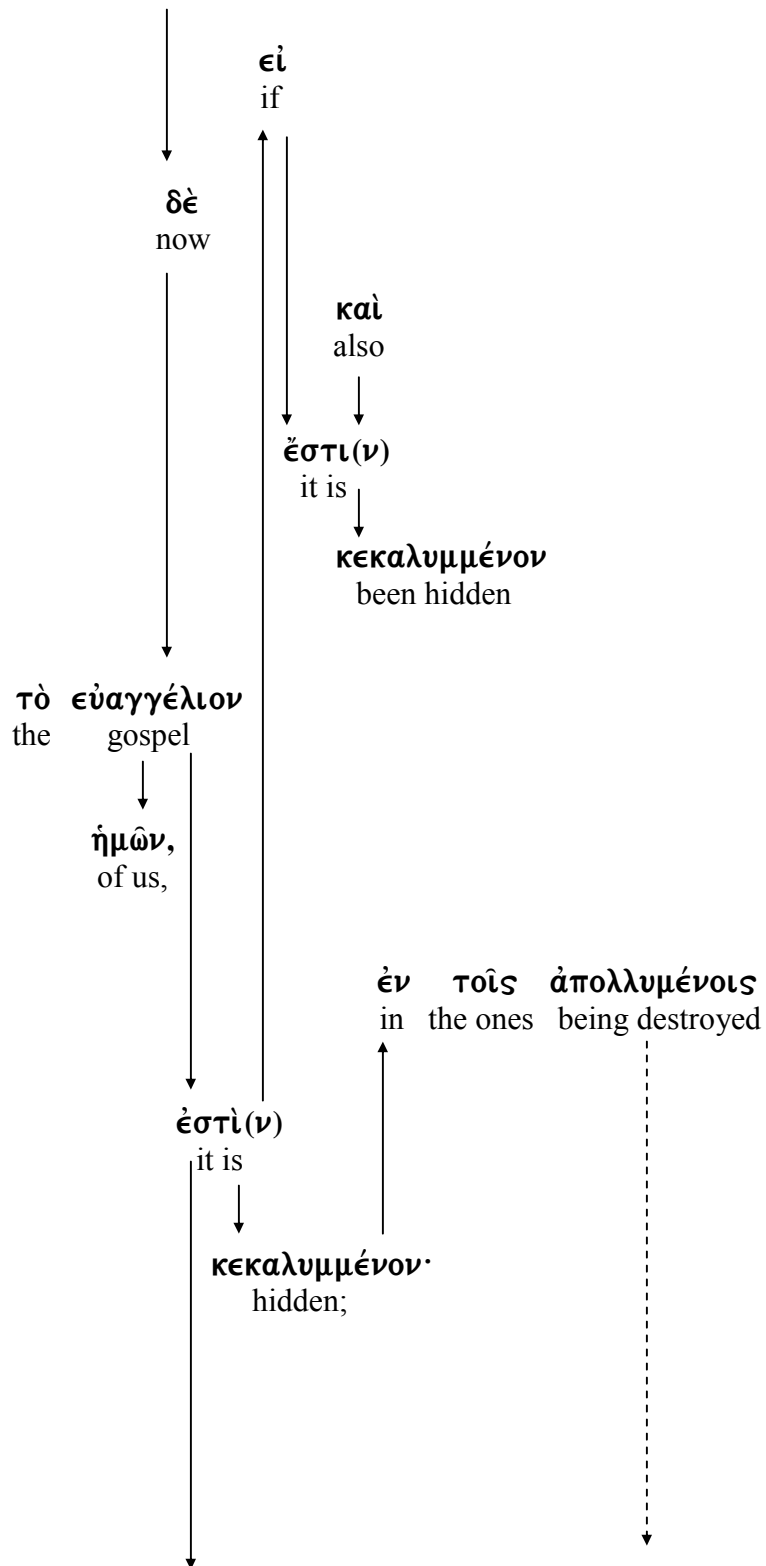 εἰ
if
δὲ
now
καὶ
also
ἔστι(ν)
it is
κεκαλυμμένον
been hidden
τὸ εὐαγγέλιον
the gospel
ἡμῶν,
of us,
ἐν τοῖς ἀπολλυμένοις
in the ones being destroyed
ἐστὶ(ν)
it is
κεκαλυμμένον·
hidden;